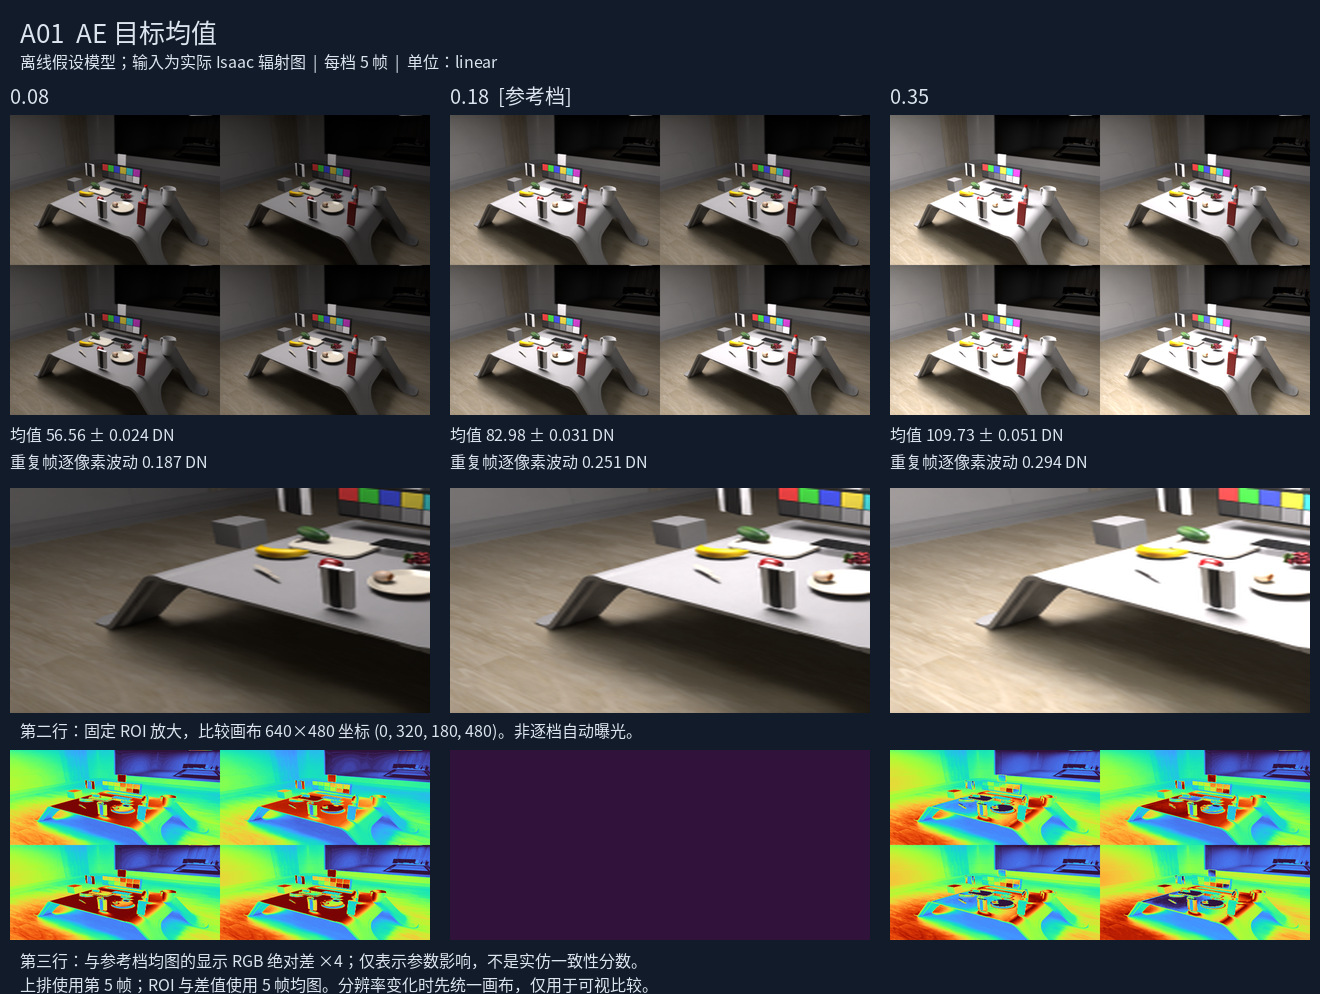 A01 AE 目标均值
离线假设模型；输入为实际 Isaac 辐射图 | 每档 5 帧 | 单位：linear
0.08
0.18 [参考档]
0.35
均值 56.56 ± 0.024 DN
重复帧逐像素波动 0.187 DN
均值 82.98 ± 0.031 DN
重复帧逐像素波动 0.251 DN
均值 109.73 ± 0.051 DN
重复帧逐像素波动 0.294 DN
第二行：固定 ROI 放大，比较画布 640×480 坐标 (0, 320, 180, 480)。非逐档自动曝光。
第三行：与参考档均图的显示 RGB 绝对差 ×4；仅表示参数影响，不是实仿一致性分数。
上排使用第 5 帧；ROI 与差值使用 5 帧均图。分辨率变化时先统一画布，仅用于可视比较。